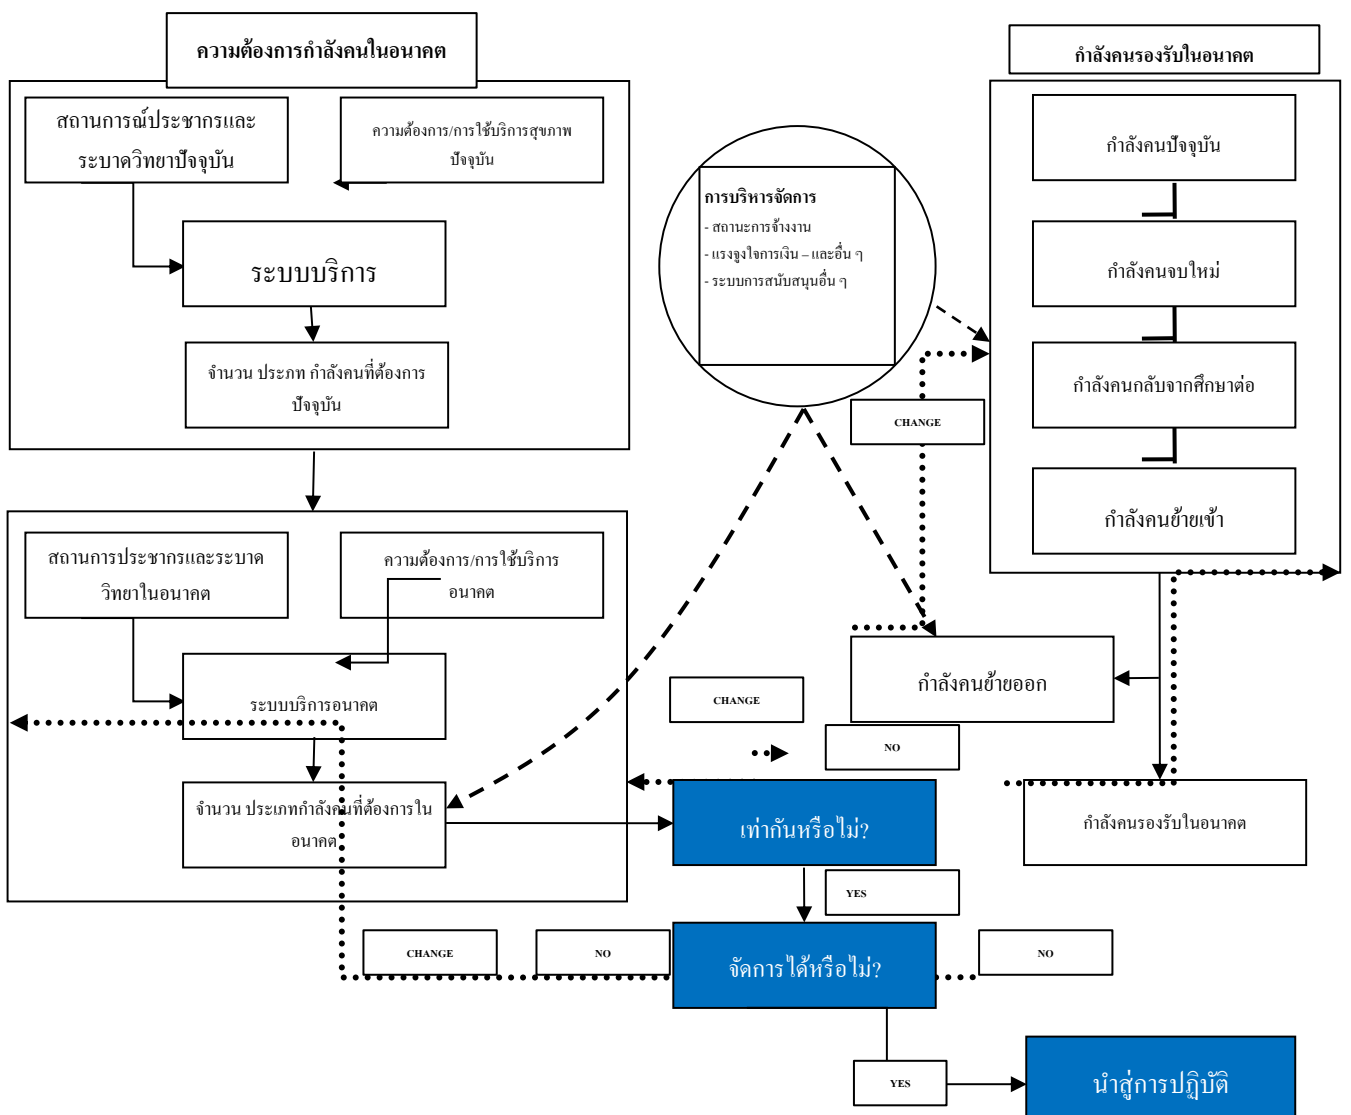 ความต้องการกำลังคนในอนาคต
สถานการณ์ประชากรและ
ระบาดวิทยาปัจจุบัน
ความต้องการ/การใช้บริการสุขภาพ
ปัจจุบัน
ระบบบริการ
จำนวน ประภท กำลังคนที่ต้องการ
ปัจจุบัน
การบริหารจัดการ
- สถานะการจ้างงาน
- แรงจูงใจการเงิน – และอื่น ๆ
- ระบบการสนับสนุนอื่น ๆ
กำลังคนรองรับในอนาคต
กำลังคนปัจจุบัน
กำลังคนจบใหม่
กำลังคนกลับจากศึกษาต่อ
กำลังคนย้ายเข้า
CHANGE
สถานการประชากรและระบาด
วิทยาในอนาคต
ความต้องการ/การใช้บริการ
อนาคต
ระบบบริการอนาคต
จำนวน ประเภทกำลังคนที่ต้องการใน
อนาคต
กำลังคนย้ายออก
CHANGE
NO
เท่ากันหรือไม่?
กำลังคนรองรับในอนาคต
YES
CHANGE
NO
จัดการได้หรือไม่?
NO
YES
นำสู่การปฏิบัติ